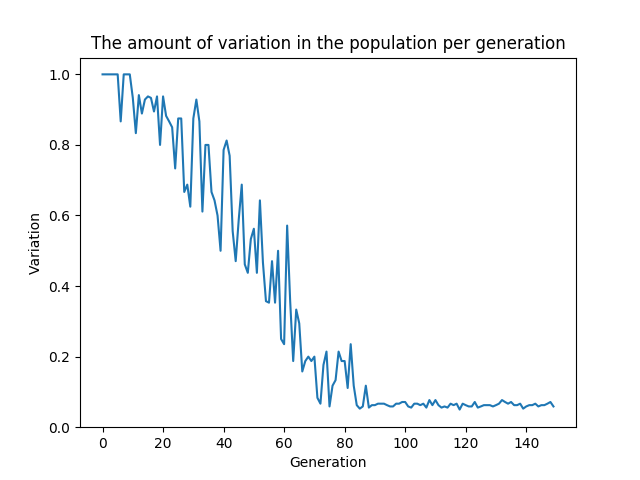 The amount of variation in the population per generation
1.0
0.8
0.6
0.4
0.2
0.0
Variation
0 20 40 60 80 100 120 140
Generation